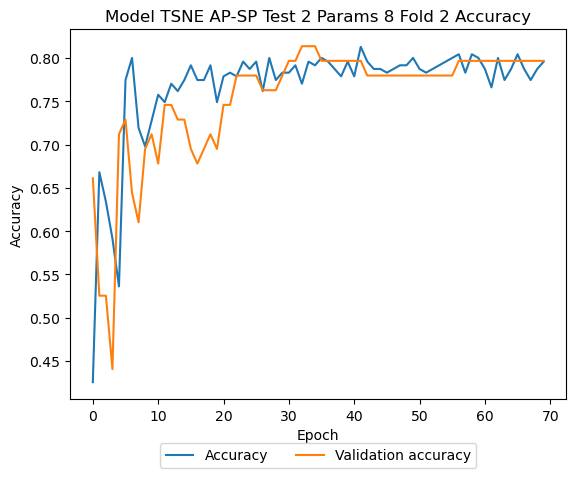 Model TSNE AP-SP Test 2 Params 8 Fold 2 Accuracy
Accuracy
0.80
0.75
0.70
0.65
0.60
0.55
0.50
0.45
0 10 20 30 40 50 60 70
Epoch
Accuracy Validation accuracy